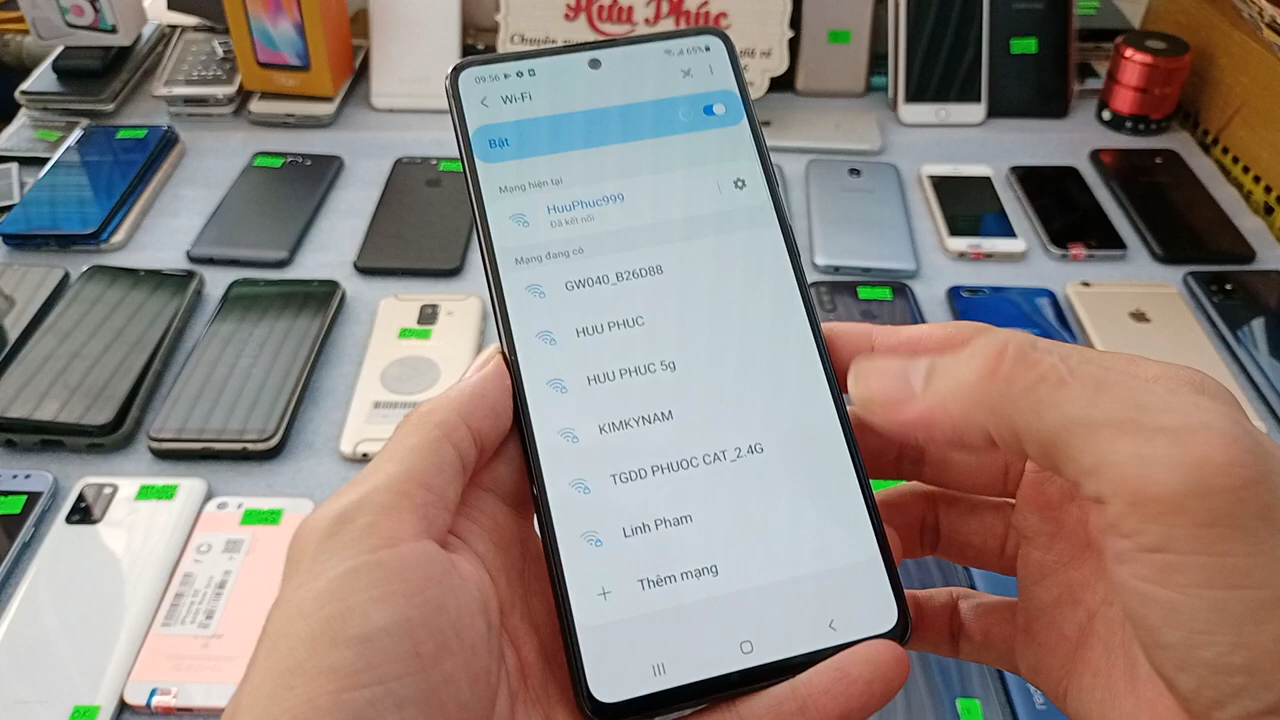 Hưu Phúc
Chuyên
09:56
65%
Wi-Fi
Bật
Mạng hiện tại
HuuPhuc999
Đã kết nối
Mạng đang có
GW040_B26D88
HUU PHUC
HUU PHUC 5g
KIMKYNAM
TGDD PHUOC CAT_2.4G
Linh Pham
Thêm mạng